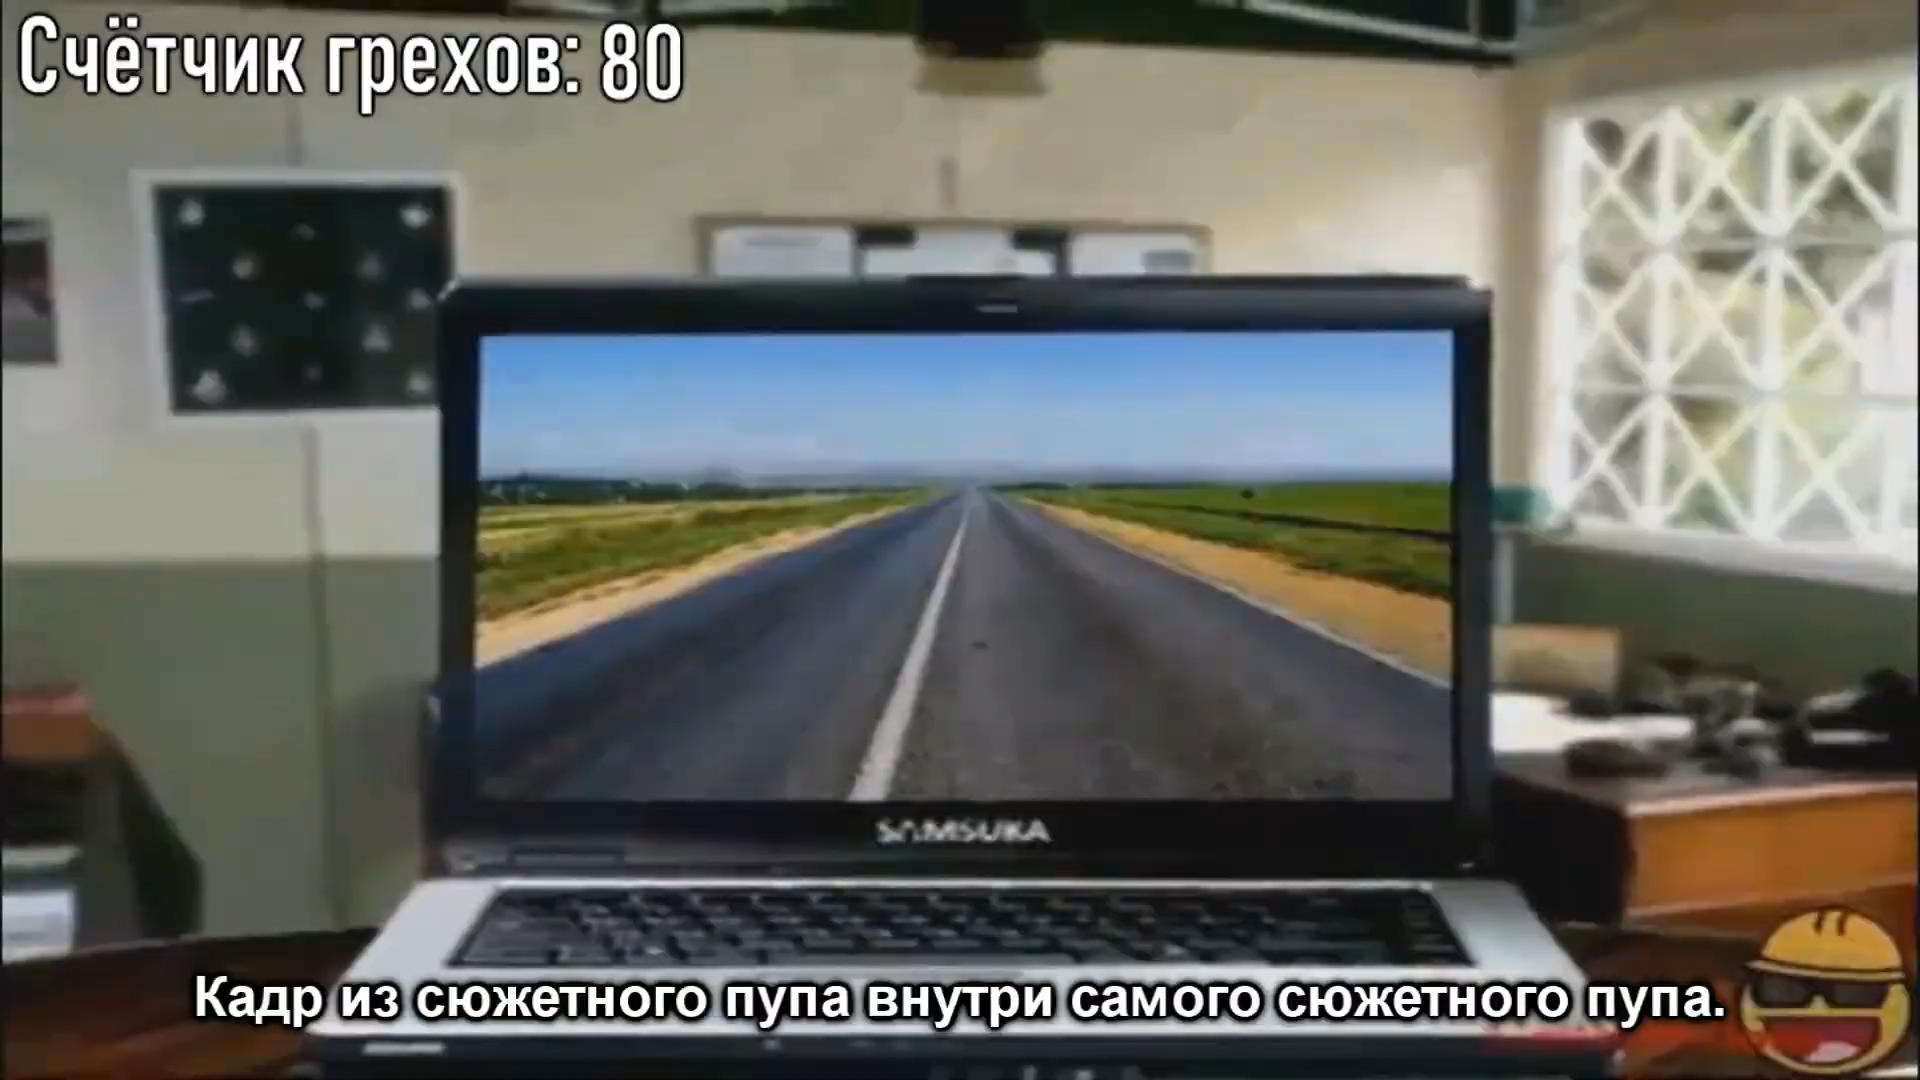 Счётчик грехов: 80
SAMSUKA
Кадр из сюжетного пупа внутри самого сюжетного пупа.